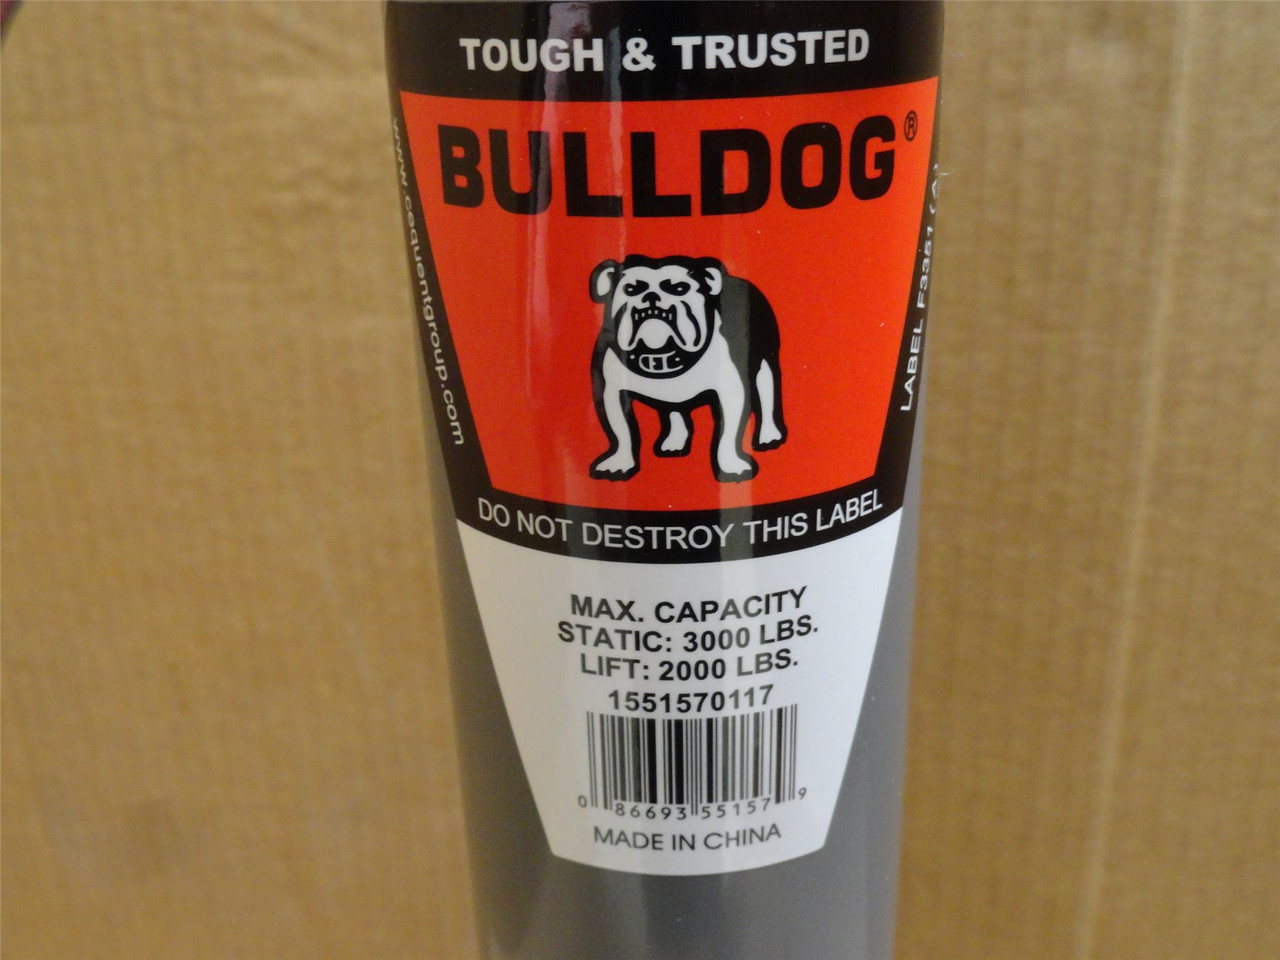 TOUGH & TRUSTED
BULLDOG®
www.cequentgroup.com
LABEL F3351 (A)
DO NOT DESTROY THIS LABEL
MAX. CAPACITY
STATIC: 3000 LBS.
LIFT: 2000 LBS.
1551570117
0 86693 55157 9
MADE IN CHINA